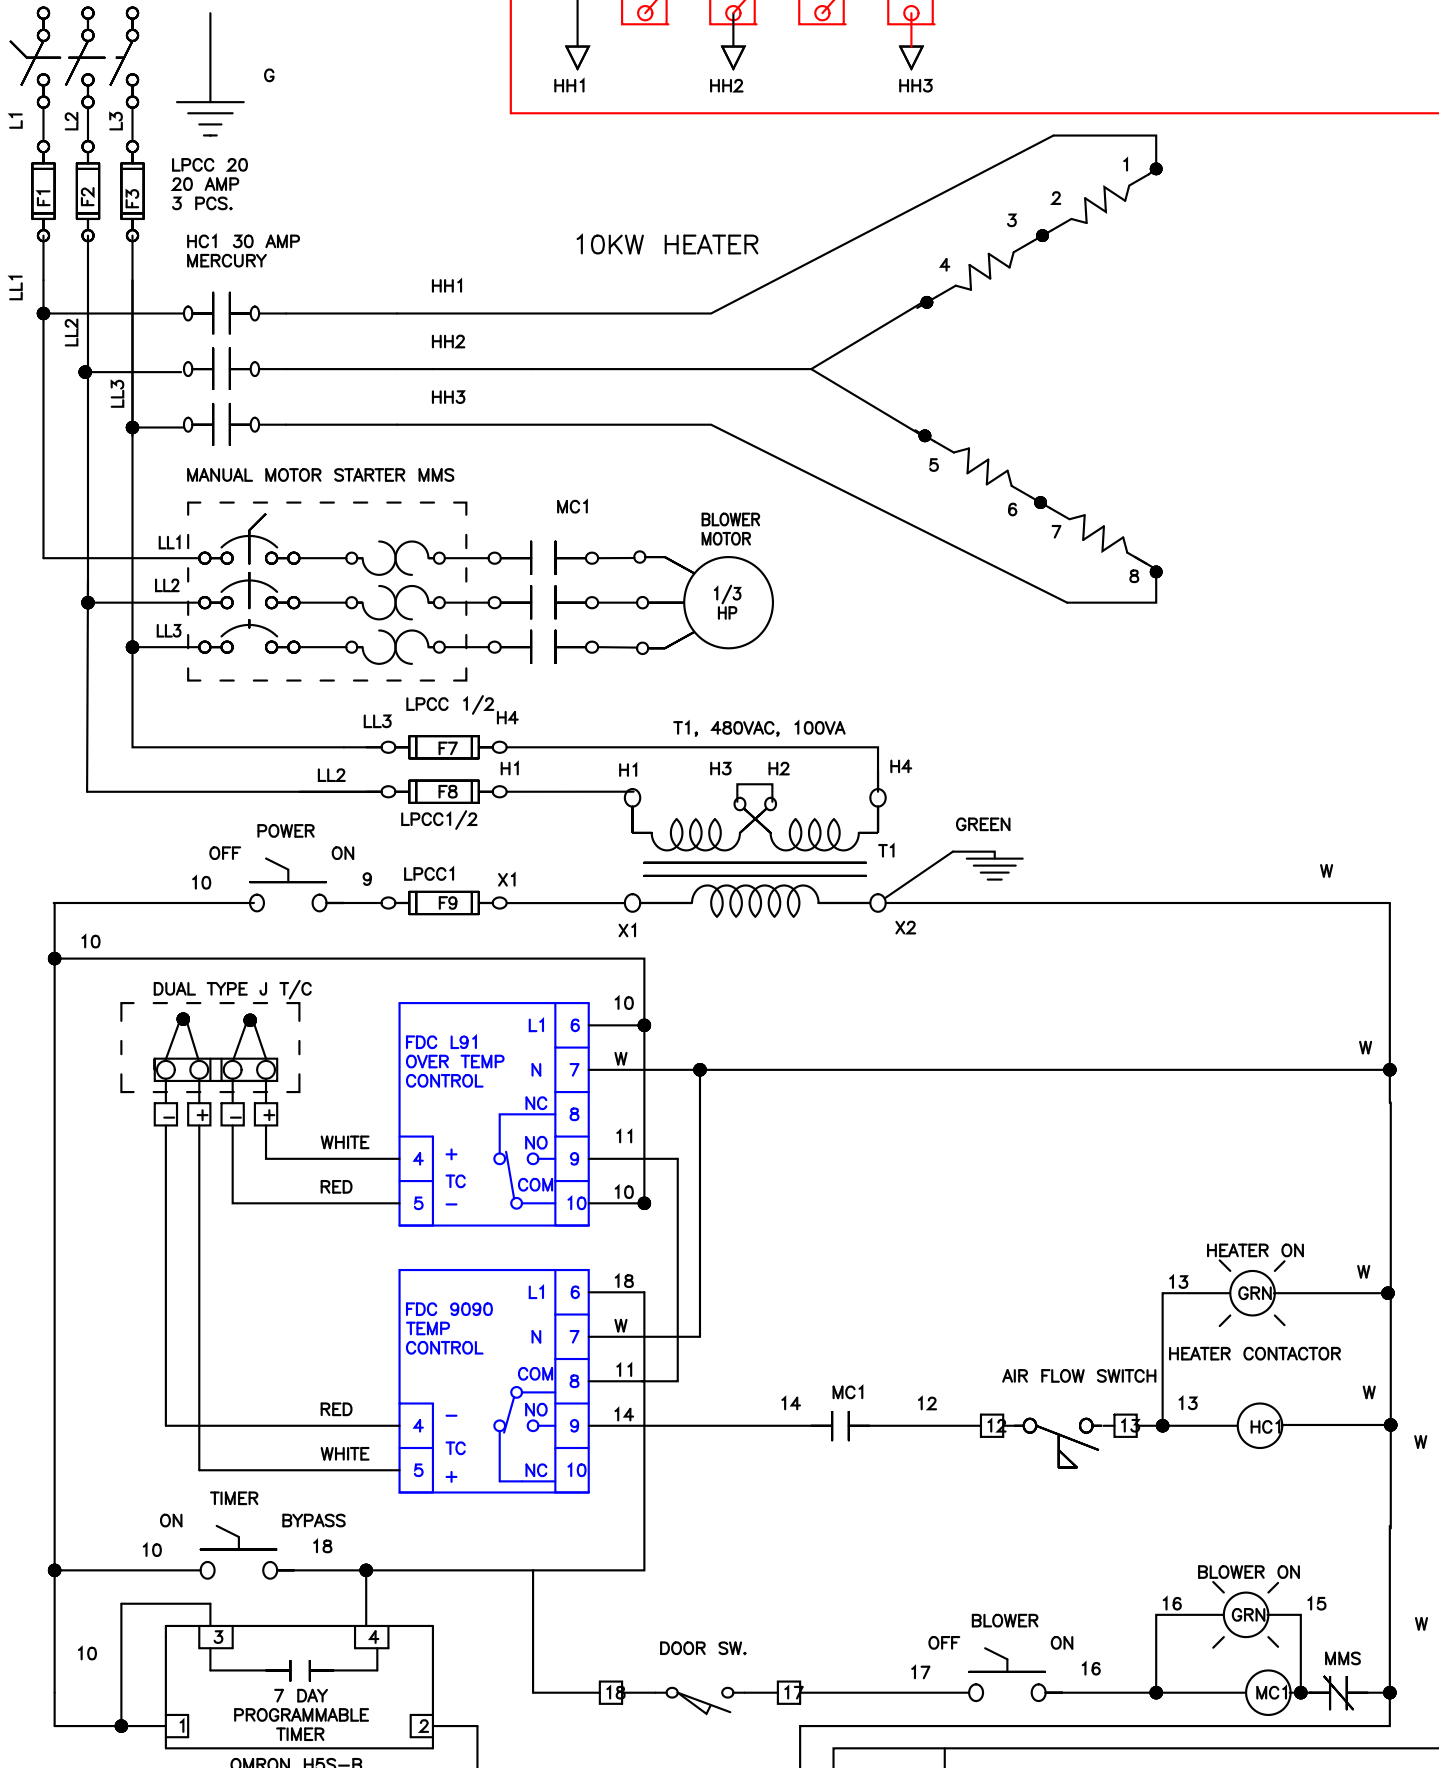 HH1 HH2 HH3
G
L1 L2 L3
F1 F2 F3
LPCC 20
20 AMP
3 PCS.
HC1 30 AMP
MERCURY
10KW HEATER
1
2
3
4
LL1
LL2
LL3
HH1
HH2
HH3
5
6
7
8
MANUAL MOTOR STARTER MMS
MC1
BLOWER
MOTOR
LL1
LL2
LL3
1/3
HP
LPCC 1/2
LL3 F7 H4
T1, 480VAC, 100VA
LL2 F8 H1
LPCC1/2
H1 H3 H2 H4
T1
POWER
OFF ON
10 9
LPCC1
F9
X1
X1 X2
GREEN
W
10
DUAL TYPE J T/C
− + − +
WHITE
RED
FDC L91
OVER TEMP
CONTROL
L1 6 10
N 7 W
NC 8
NO 9 11
COM 10 10
4 +
TC
5 −
W
FDC 9090
TEMP
CONTROL
L1 6 18
N 7 W
COM 8 11
NO 9 14
NC 10
RED 4 −
TC
WHITE 5 +
HEATER ON
13 GRN W
HEATER CONTACTOR
AIR FLOW SWITCH
14 MC1 12 12 13 13 HC1 W
W
TIMER
ON BYPASS
10 18
10
3 4
7 DAY
PROGRAMMABLE
TIMER
1 2
OMRON H5S-B
DOOR SW.
18 17
BLOWER
OFF ON
17 16
BLOWER ON
16 GRN 15
MC1
MMS
W